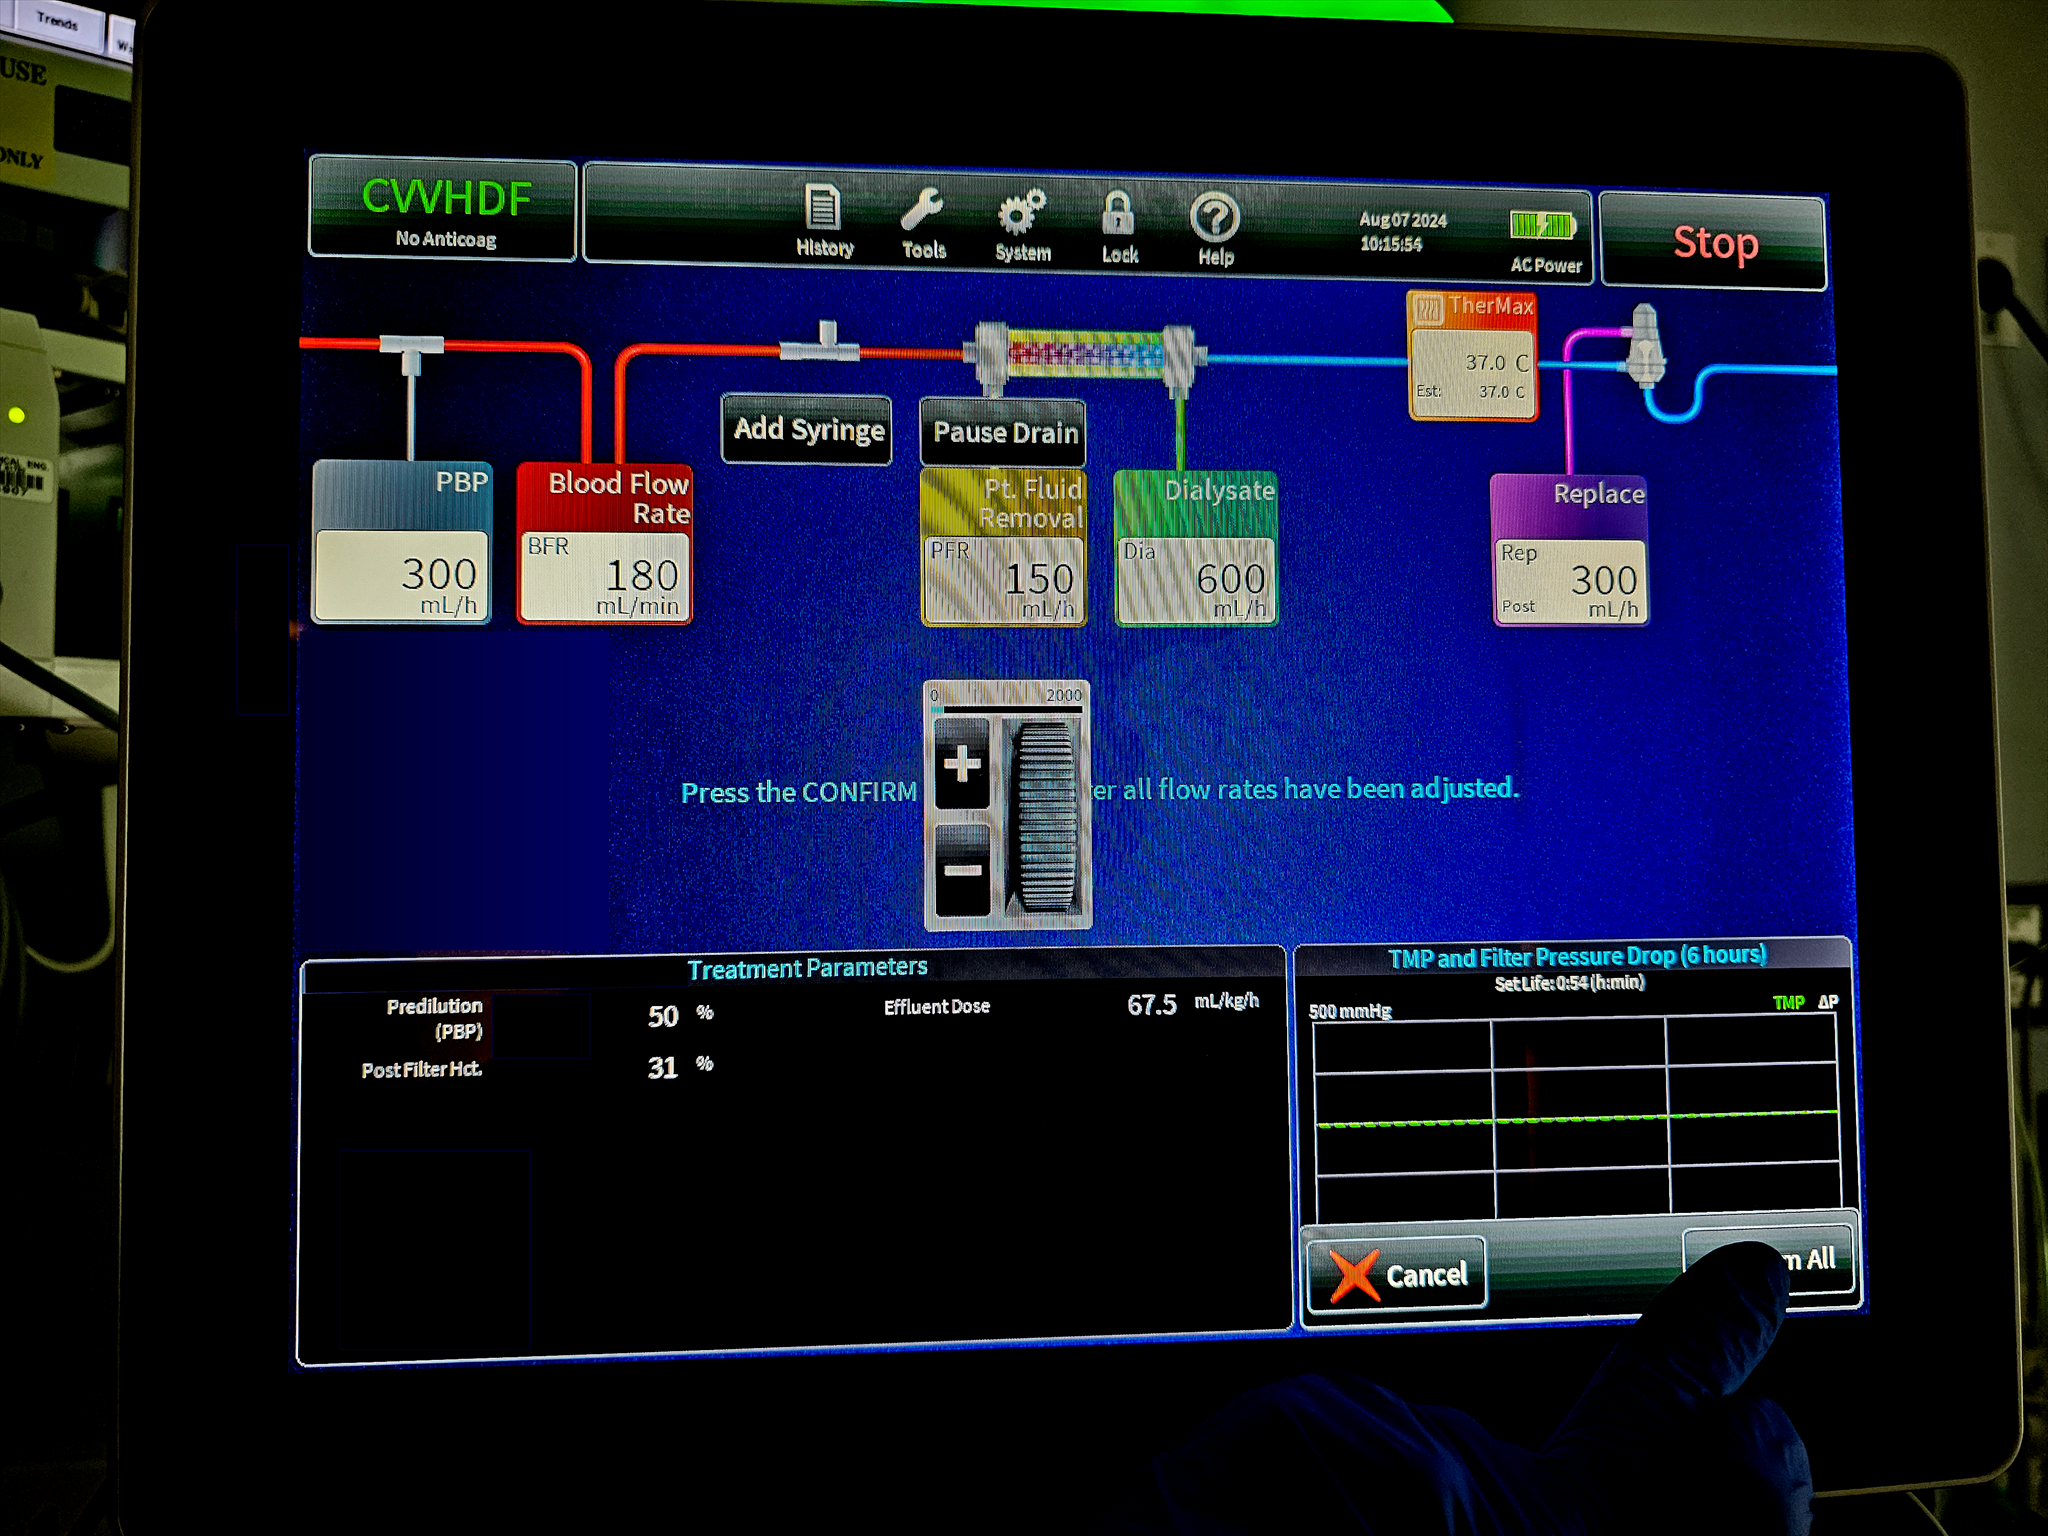 Trends
USE
ONLY
CVVHDF
No Anticoag
History
Tools
System
Lock
Help
Aug 07 2024
10:15:54
AC Power
Stop
TherMax
37.0 C
Est: 37.0 C
Add Syringe
Pause Drain
PBP
300
mL/h
Blood Flow
Rate
BFR
180
mL/min
Pt. Fluid
Removal
PFR
150
mL/h
Dialysate
Dia
600
mL/h
Replace
Rep
300
Post mL/h
0 2000
+
−
Press the CONFIRM all flow rates have been adjusted.
Treatment Parameters
Predilution 50 %
(PBP)
Post Filter Hct. 31 %
Effluent Dose 67.5 mL/kg/h
TMP and Filter Pressure Drop (6 hours)
Set Life: 0:54 (h:min)
500 mmHg
TMP ΔP
Cancel
All